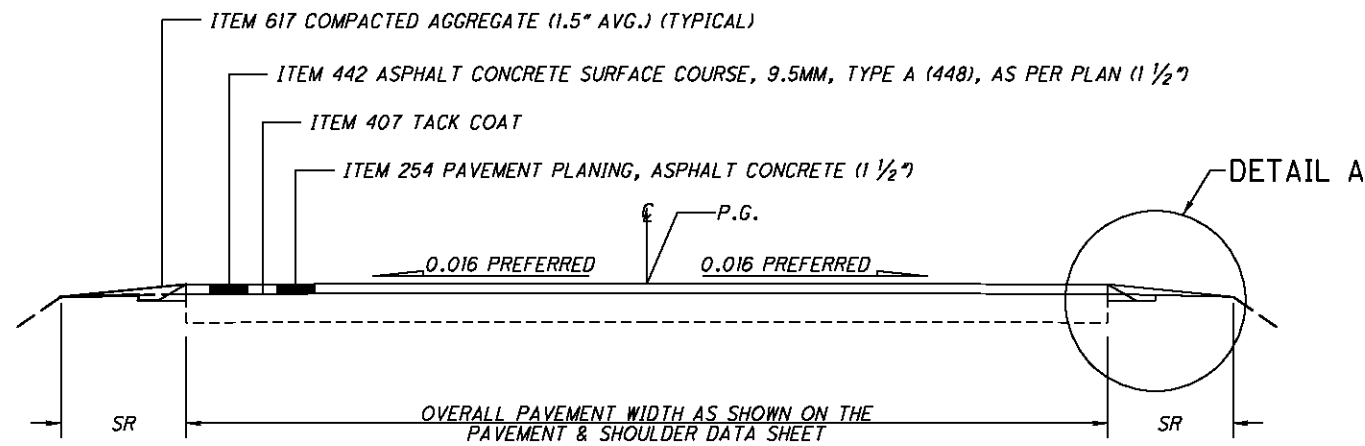 ITEM 617 COMPACTED AGGREGATE (1.5" AVG.) (TYPICAL)
ITEM 442 ASPHALT CONCRETE SURFACE COURSE, 9.5MM, TYPE A (448), AS PER PLAN (1 1/2")
ITEM 407 TACK COAT
ITEM 254 PAVEMENT PLANING, ASPHALT CONCRETE (1 1/2")
DETAIL A
℄
P.G.
0.016 PREFERRED
0.016 PREFERRED
SR
OVERALL PAVEMENT WIDTH AS SHOWN ON THE
PAVEMENT & SHOULDER DATA SHEET
SR